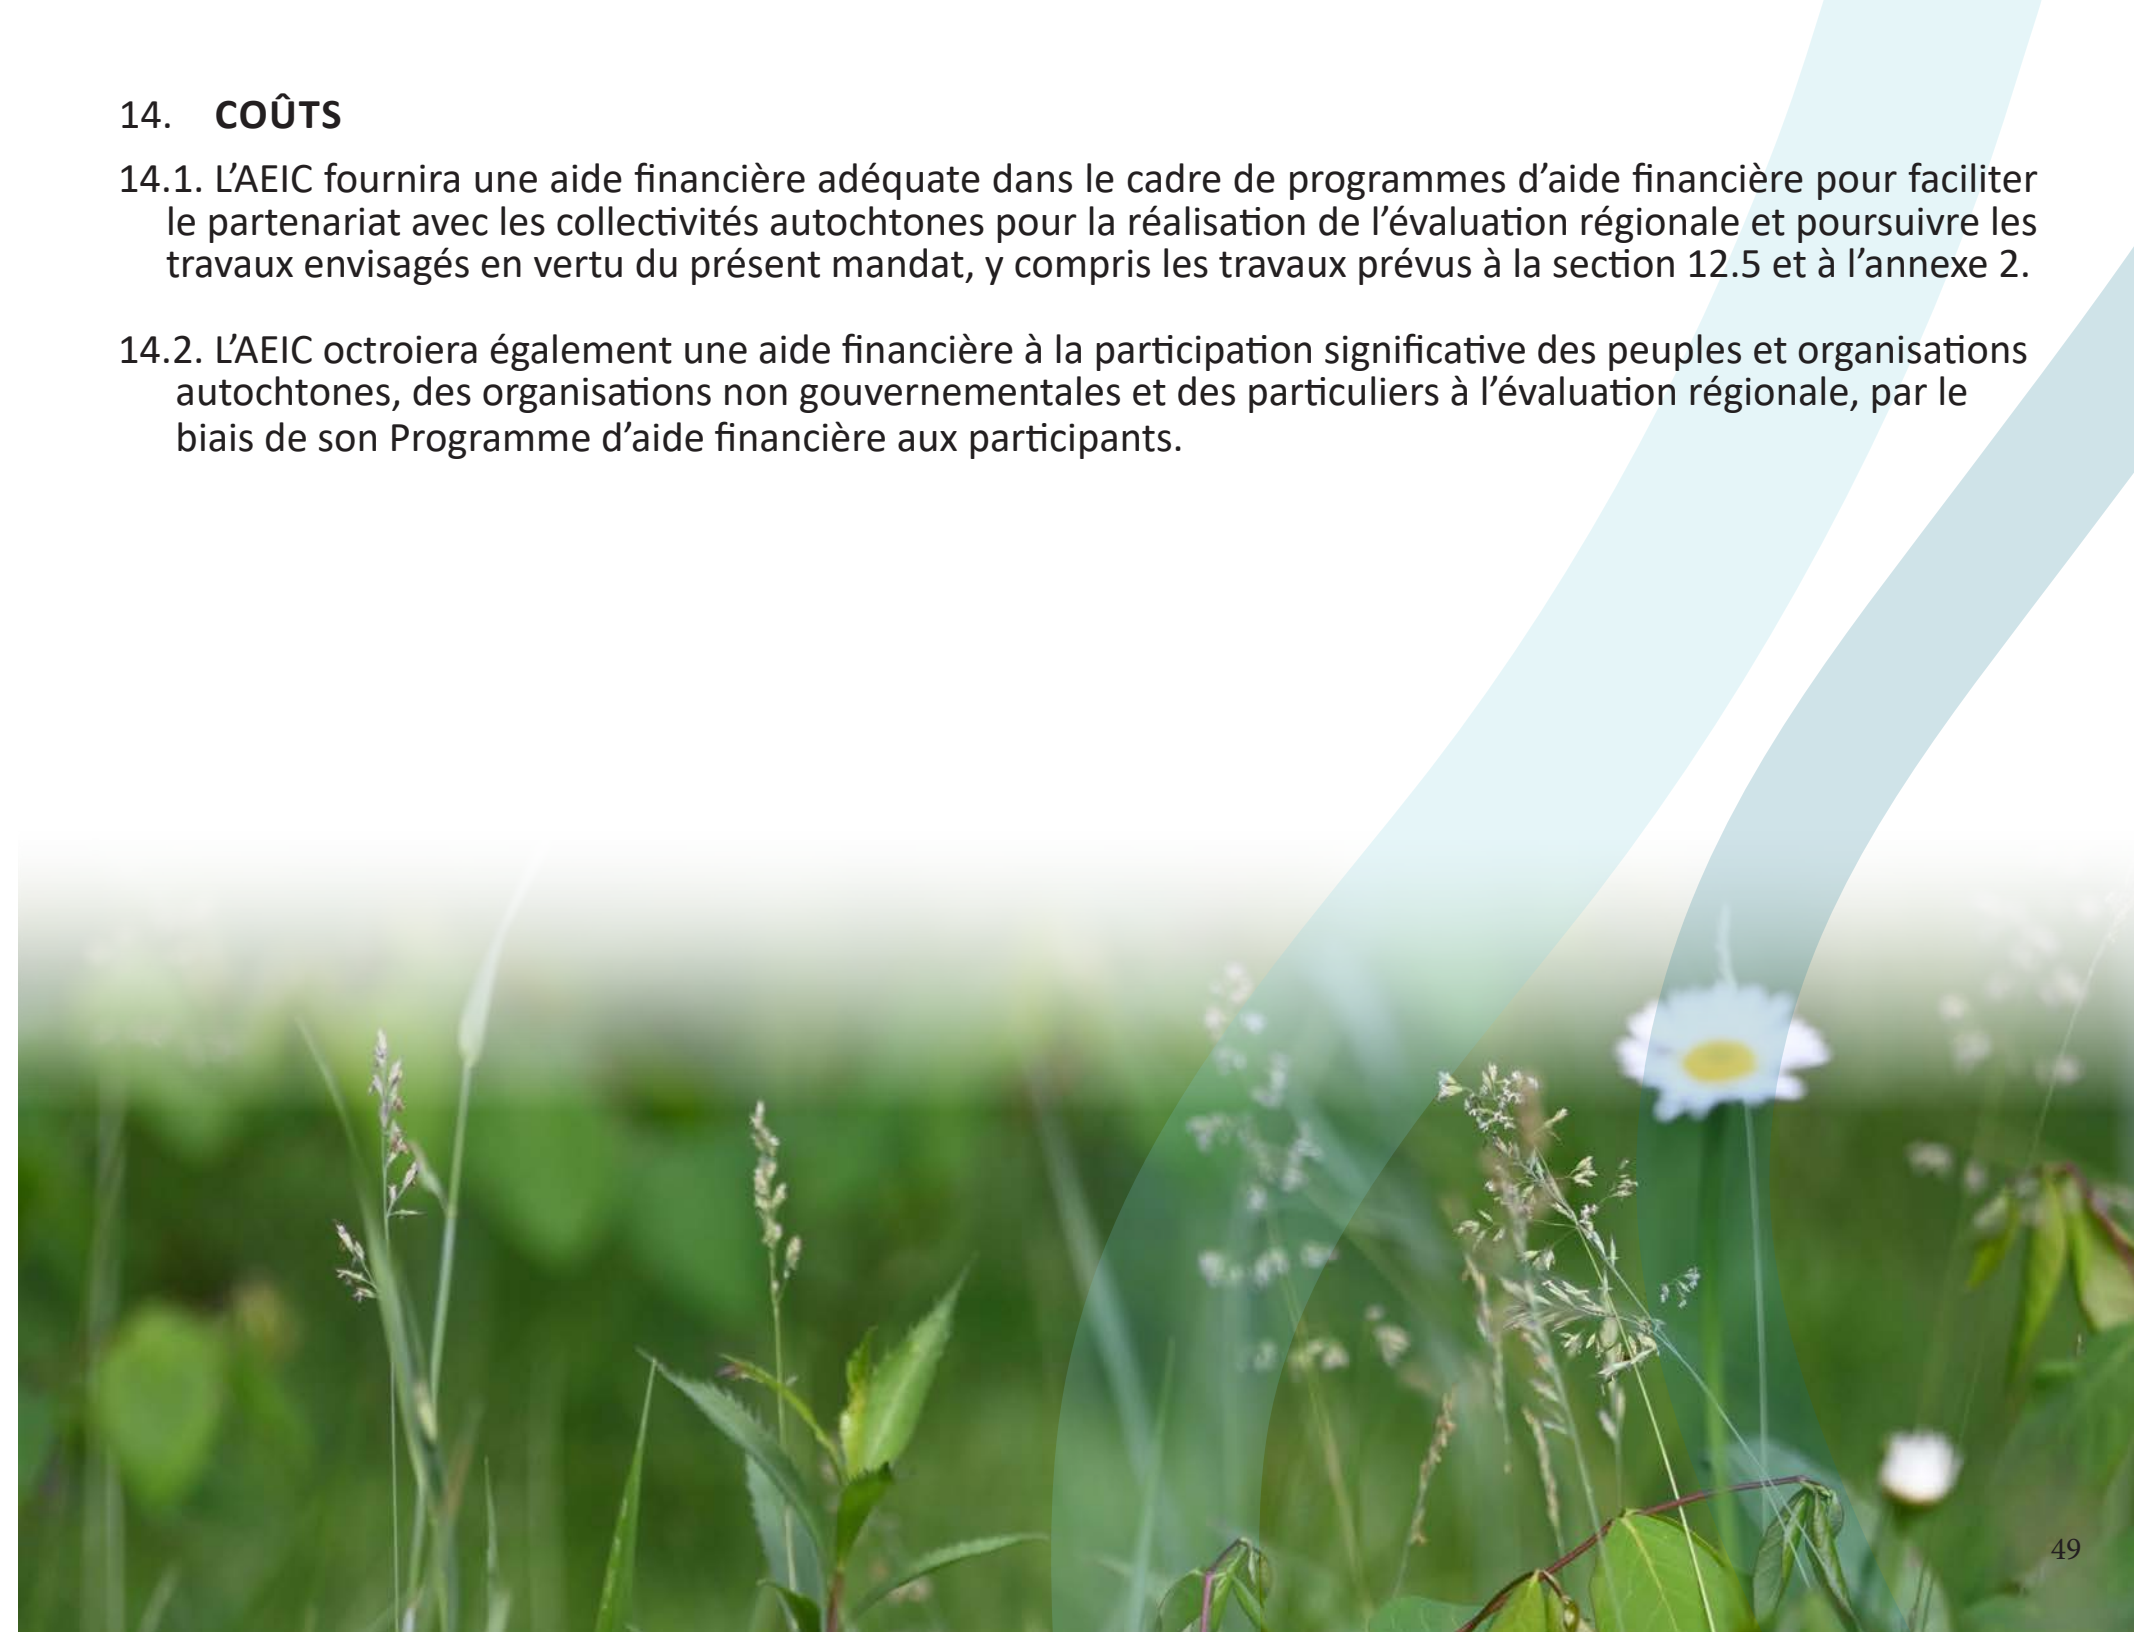 14. COÛTS
14.1. L’AEIC fournira une aide financière adéquate dans le cadre de programmes d’aide financière pour faciliter
le partenariat avec les collectivités autochtones pour la réalisation de l’évaluation régionale et poursuivre les
travaux envisagés en vertu du présent mandat, y compris les travaux prévus à la section 12.5 et à l’annexe 2.
14.2. L’AEIC octroiera également une aide financière à la participation significative des peuples et organisations
autochtones, des organisations non gouvernementales et des particuliers à l’évaluation régionale, par le
biais de son Programme d’aide financière aux participants.
49